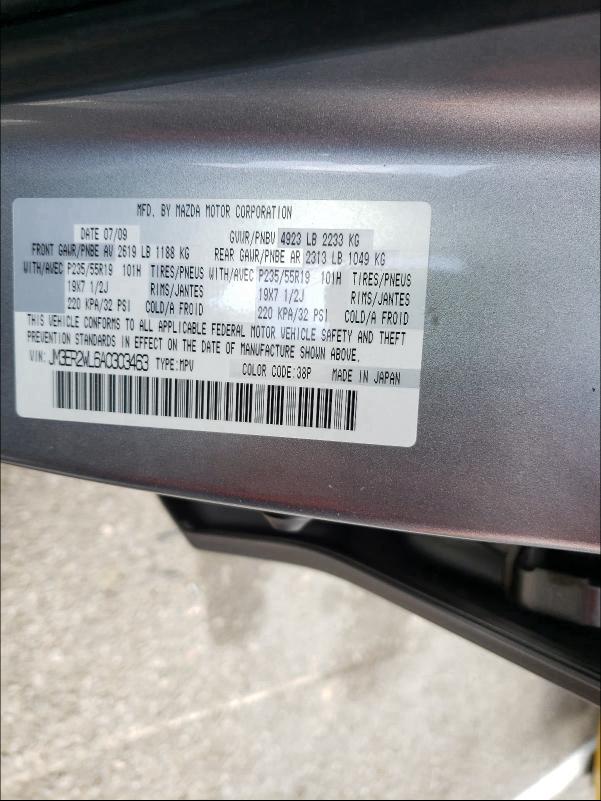 MFD. BY MAZDA MOTOR CORPORATION
DATE 07/09 GVWR/PNBV 4923 LB 2233 KG
FRONT GAWR/PNBE AV 2619 LB 1188 KG REAR GAWR/PNBE AR 2313 LB 1049 KG
WITH/AVEC P235/55R19 101H TIRES/PNEUS WITH/AVEC P235/55R19 101H TIRES/PNEUS
19X7 1/2J RIMS/JANTES 19X7 1/2J RIMS/JANTES
220 KPA/32 PSI COLD/A FROID 220 KPA/32 PSI COLD/A FROID
THIS VEHICLE CONFORMS TO ALL APPLICABLE FEDERAL MOTOR VEHICLE SAFETY AND THEFT
PREVENTION STANDARDS IN EFFECT ON THE DATE OF MANUFACTURE SHOWN ABOVE.
VIN: JM3ER2WL6A0303463 TYPE:MPV COLOR CODE:38P MADE IN JAPAN